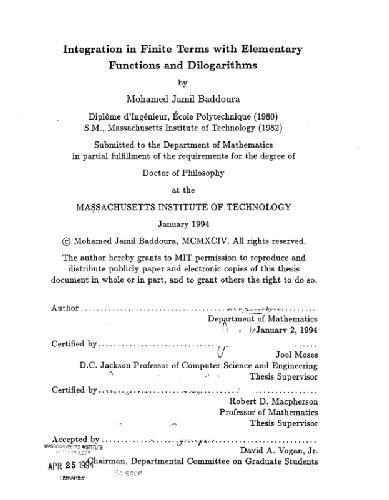 Integration in Finite Terms with Elementary
Functions and Dilogarithms
by
Mohamed Jamil Baddoura
Diplôme d'Ingénieur, École Polytechnique (1980)
S.M., Massachusetts Institute of Technology (1982)
Submitted to the Department of Mathematics
in partial fulfillment of the requirements for the degree of
Doctor of Philosophy
at the
MASSACHUSETTS INSTITUTE OF TECHNOLOGY
January 1994
© Mohamed Jamil Baddoura, MCMXCIV. All rights reserved.
The author hereby grants to MIT permission to reproduce and
distribute publicly paper and electronic copies of this thesis
document in whole or in part, and to grant others the right to do so.
Author
Department of Mathematics
January 2, 1994
Certified by
Joel Moses
D.C. Jackson Professor of Computer Science and Engineering
Thesis Supervisor
Certified by
Robert D. Macpherson
Professor of Mathematics
Thesis Supervisor
Accepted by
MASSACHUSETTS INSTITUTE
David A. Vogan, Jr.
Chairman, Departmental Committee on Graduate Students
APR 25 1994
Science
LIBRARIES